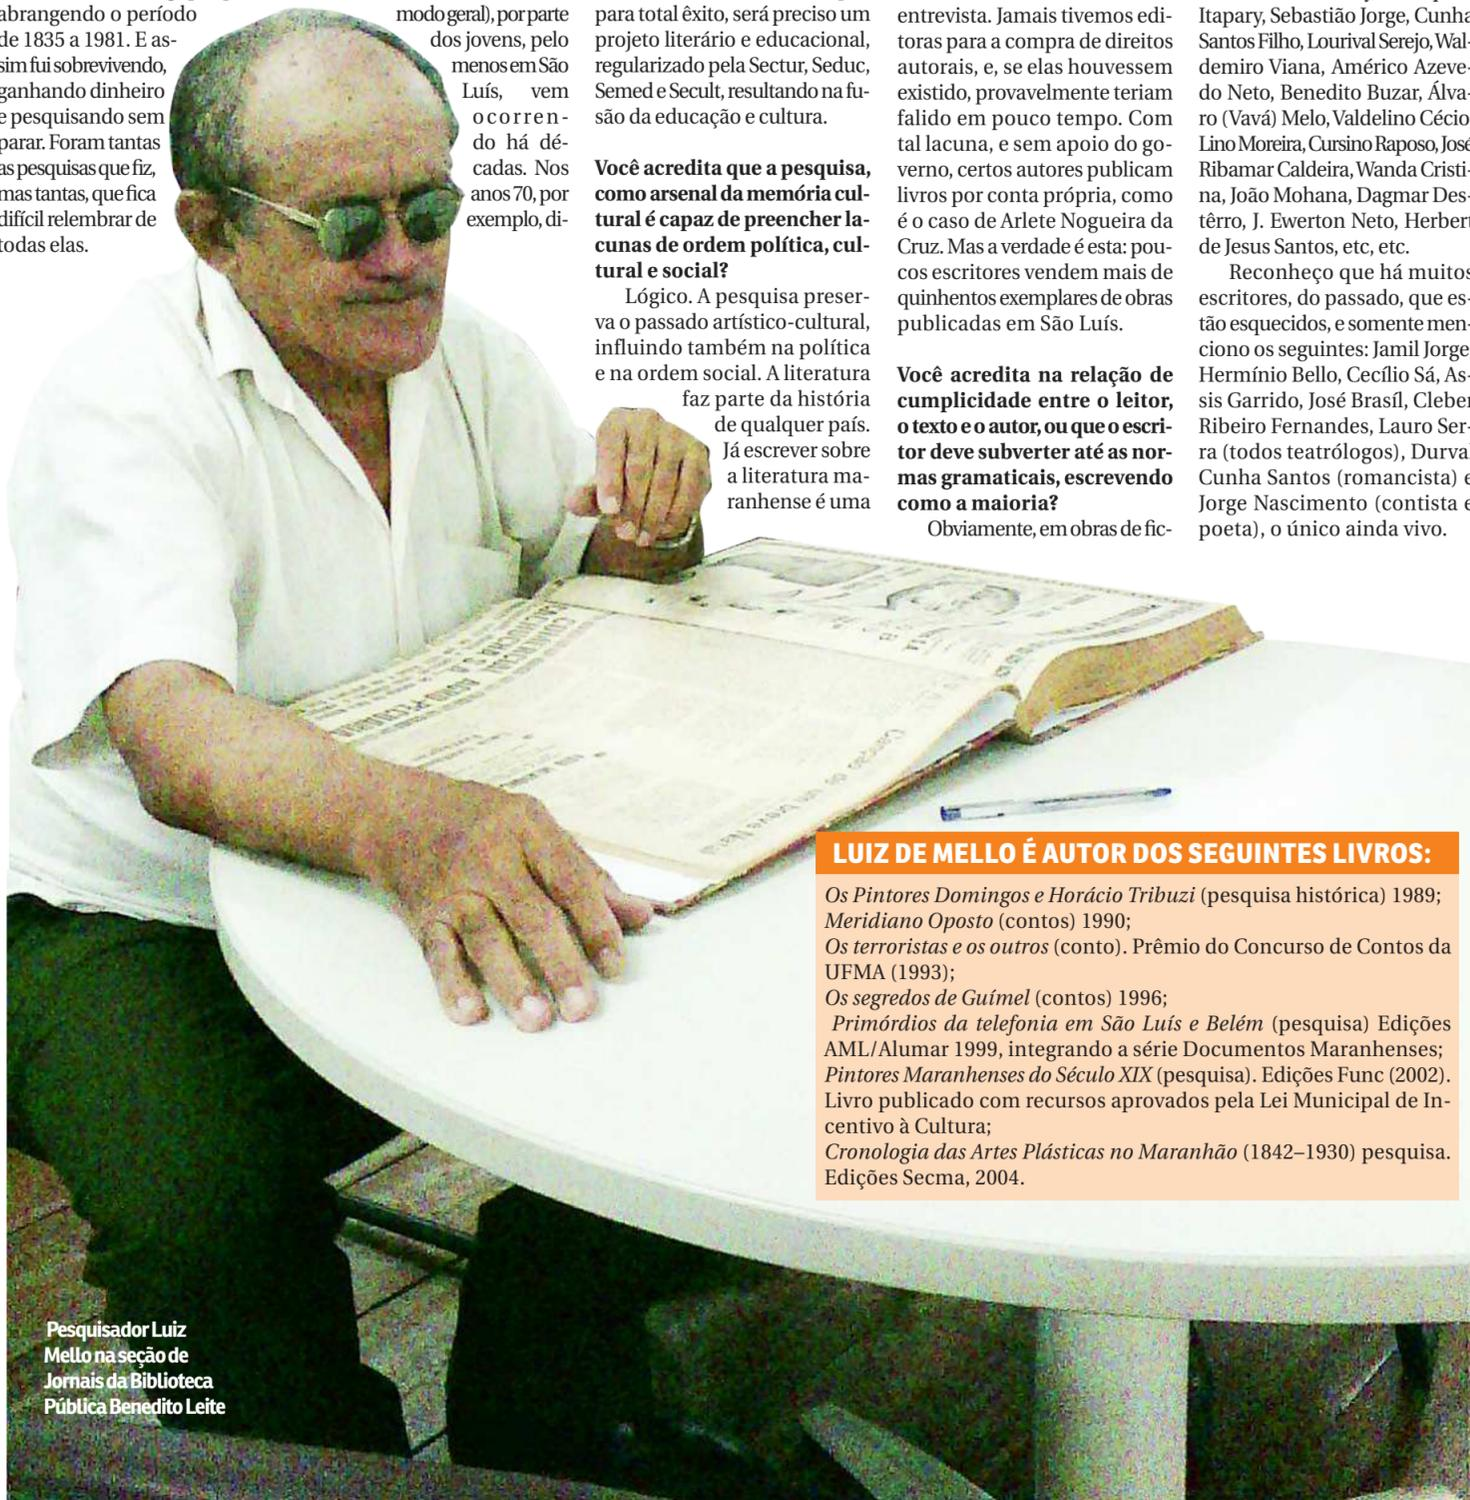 abrangendo o período
de 1835 a 1981. E as-
sim fui sobrevivendo,
ganhando dinheiro
e pesquisando sem
parar. Foram tantas
as pesquisas que fiz,
mas tantas, que fica
difícil relembrar de
todas elas.
modo geral), por parte
dos jovens, pelo
menos em São
Luís, vem
ocorren-
do há dé-
cadas. Nos
anos 70, por
exemplo, di-
para total êxito, será preciso um
projeto literário e educacional,
regularizado pela Sectur, Seduc,
Semed e Secult, resultando na fu-
são da educação e cultura.
Você acredita que a pesquisa,
como arsenal da memória cul-
tural é capaz de preencher la-
cunas de ordem política, cul-
tural e social?
Lógico. A pesquisa preser-
va o passado artístico-cultural,
influindo também na política
e na ordem social. A literatura
faz parte da história
de qualquer país.
Já escrever sobre
a literatura ma-
ranhense é uma
entrevista. Jamais tivemos edi-
toras para a compra de direitos
autorais, e, se elas houvessem
existido, provavelmente teriam
falido em pouco tempo. Com
tal lacuna, e sem apoio do go-
verno, certos autores publicam
livros por conta própria, como
é o caso de Arlete Nogueira da
Cruz. Mas a verdade é esta: pou-
cos escritores vendem mais de
quinhentos exemplares de obras
publicadas em São Luís.
Você acredita na relação de
cumplicidade entre o leitor,
o texto e o autor, ou que o escri-
tor deve subverter até as nor-
mas gramaticais, escrevendo
como a maioria?
Obviamente, em obras de fic-
Itapary, Sebastião Jorge, Cunha
Santos Filho, Lourival Serejo, Wal-
demiro Viana, Américo Azeve-
do Neto, Benedito Buzar, Álva-
ro (Vavá) Melo, Valdelino Cécio
Lino Moreira, Cursino Raposo, José
Ribamar Caldeira, Wanda Cristi-
na, João Mohana, Dagmar Des-
têrro, J. Ewerton Neto, Herbert
de Jesus Santos, etc, etc.
Reconheço que há muitos
escritores, do passado, que es-
tão esquecidos, e somente men-
ciono os seguintes: Jamil Jorge
Hermínio Bello, Cecílio Sá, As-
sis Garrido, José Brasíl, Cleber
Ribeiro Fernandes, Lauro Ser-
ra (todos teatrólogos), Durval
Cunha Santos (romancista) e
Jorge Nascimento (contista e
poeta), o único ainda vivo.
LUIZ DE MELLO É AUTOR DOS SEGUINTES LIVROS:
Os Pintores Domingos e Horácio Tribuzi (pesquisa histórica) 1989;
Meridiano Oposto (contos) 1990;
Os terroristas e os outros (conto). Prêmio do Concurso de Contos da
UFMA (1993);
Os segredos de Guímel (contos) 1996;
Primórdios da telefonia em São Luís e Belém (pesquisa) Edições
AML/Alumar 1999, integrando a série Documentos Maranhenses;
Pintores Maranhenses do Século XIX (pesquisa). Edições Func (2002).
Livro publicado com recursos aprovados pela Lei Municipal de In-
centivo à Cultura;
Cronologia das Artes Plásticas no Maranhão (1842–1930) pesquisa.
Edições Secma, 2004.
Pesquisador Luiz
Mello na seção de
Jornais da Biblioteca
Pública Benedito Leite